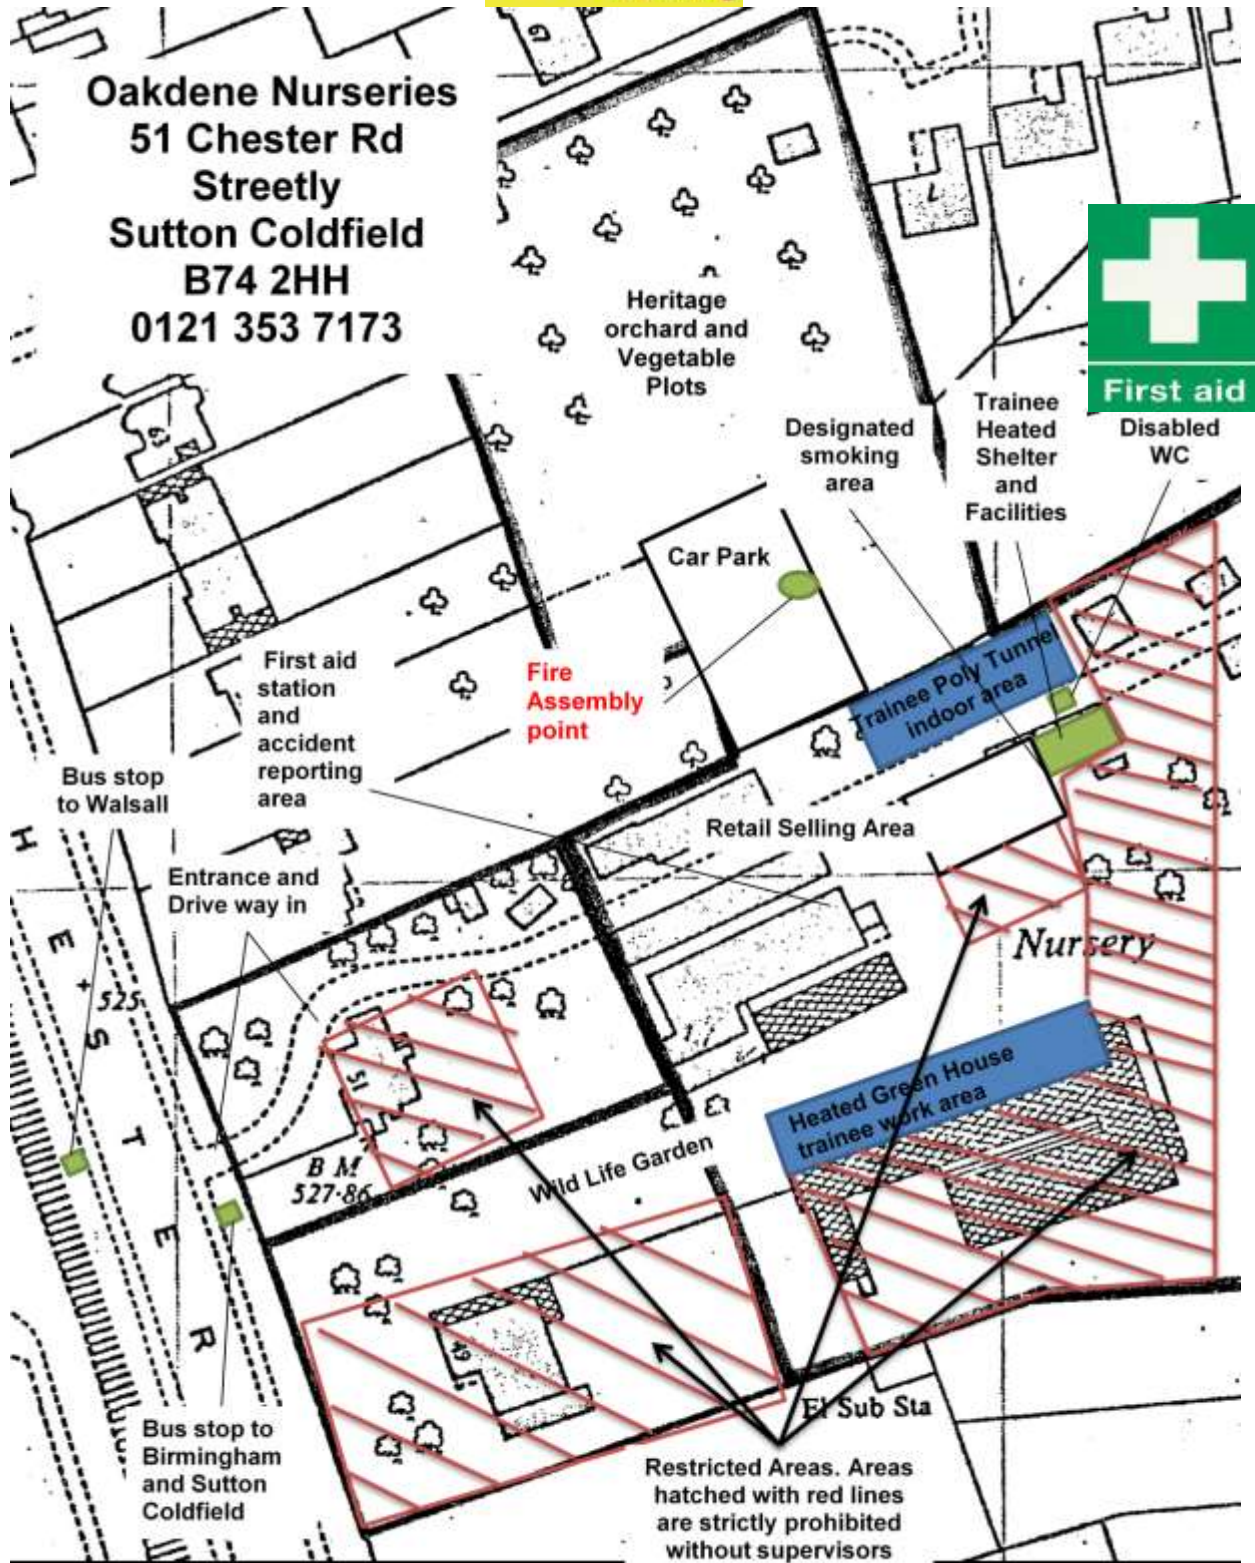 Oakdene Nurseries
51 Chester Rd
Streetly
Sutton Coldfield
B74 2HH
0121 353 7173
67
First aid
Heritage
orchard and
Vegetable
Plots
Designated
smoking
area
Trainee
Heated
Shelter
and
Facilities
Disabled
WC
63
Car Park
Fire
Assembly
point
Trainee Poly Tunnel
indoor area
First aid
station
and
accident
reporting
area
Bus stop
to Walsall
Retail Selling Area
Entrance and
Drive way in
Nursery
525
51
Heated Green House
trainee work area
B M
527·86
Wild Life Garden
H E S T E R
49
El Sub Sta
Bus stop to
Birmingham
and Sutton
Coldfield
Restricted Areas. Areas
hatched with red lines
are strictly prohibited
without supervisors